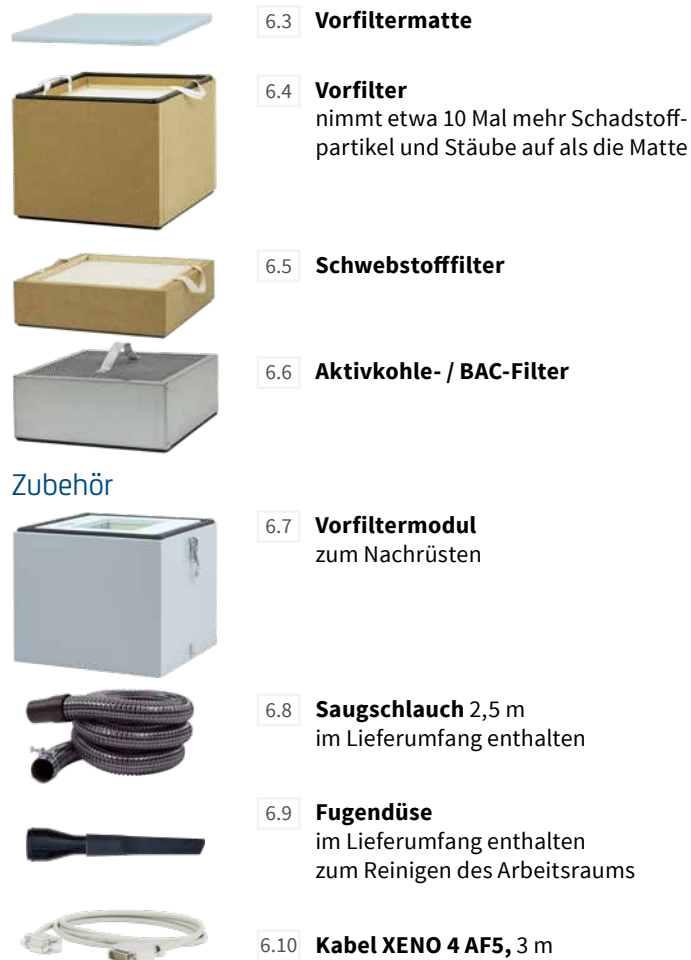 6.3 Vorfiltermatte
6.4 Vorfilter
nimmt etwa 10 Mal mehr Schadstoff-
partikel und Stäube auf als die Matte
6.5 Schwebstofffilter
6.6 Aktivkohle- / BAC-Filter
Zubehör
6.7 Vorfiltermodul
zum Nachrüsten
6.8 Saugschlauch 2,5 m
im Lieferumfang enthalten
6.9 Fugendüse
im Lieferumfang enthalten
zum Reinigen des Arbeitsraums
6.10 Kabel XENO 4 AF5, 3 m